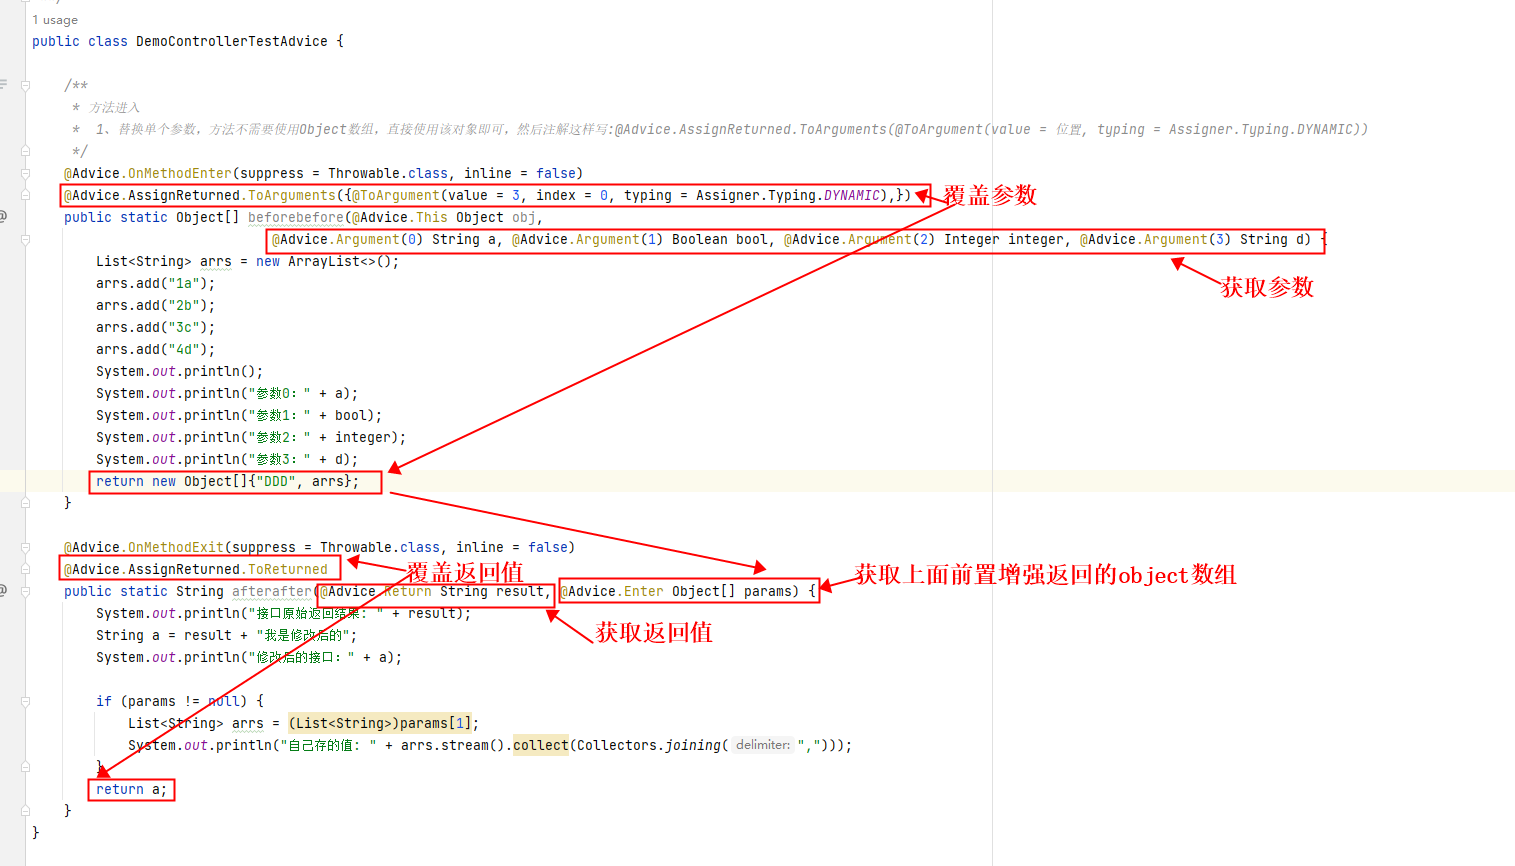 1 usage
public class DemoControllerTestAdvice {
/**
* 方法进入
* 1、替换单个参数，方法不需要使用Object数组，直接使用该对象即可，然后注解这样写:@Advice.AssignReturned.ToArguments(@ToArgument(value = 位置, typing = Assigner.Typing.DYNAMIC))
*/
@Advice.OnMethodEnter(suppress = Throwable.class, inline = false)
@Advice.AssignReturned.ToArguments({@ToArgument(value = 3, index = 0, typing = Assigner.Typing.DYNAMIC),})
覆盖参数
public static Object[] beforebefore(@Advice.This Object obj,
@Advice.Argument(0) String a, @Advice.Argument(1) Boolean bool, @Advice.Argument(2) Integer integer, @Advice.Argument(3) String d) {
List<String> arrs = new ArrayList<>();
arrs.add("1a");
获取参数
arrs.add("2b");
arrs.add("3c");
arrs.add("4d");
System.out.println();
System.out.println("参数0：" + a);
System.out.println("参数1：" + bool);
System.out.println("参数2：" + integer);
System.out.println("参数3：" + d);
return new Object[]{"DDD", arrs};
}
@Advice.OnMethodExit(suppress = Throwable.class, inline = false)
@Advice.AssignReturned.ToReturned
覆盖返回值
获取上面前置增强返回的object数组
public static String afterafter(@Advice.Return String result, @Advice.Enter Object[] params) {
System.out.println("接口原始返回结果：" + result);
String a = result + "我是修改后的";
获取返回值
System.out.println("修改后的接口：" + a);
if (params != null) {
List<String> arrs = (List<String>)params[1];
System.out.println("自己存的值：" + arrs.stream().collect(Collectors.joining( delimiter: ",")));
}
return a;
}
}